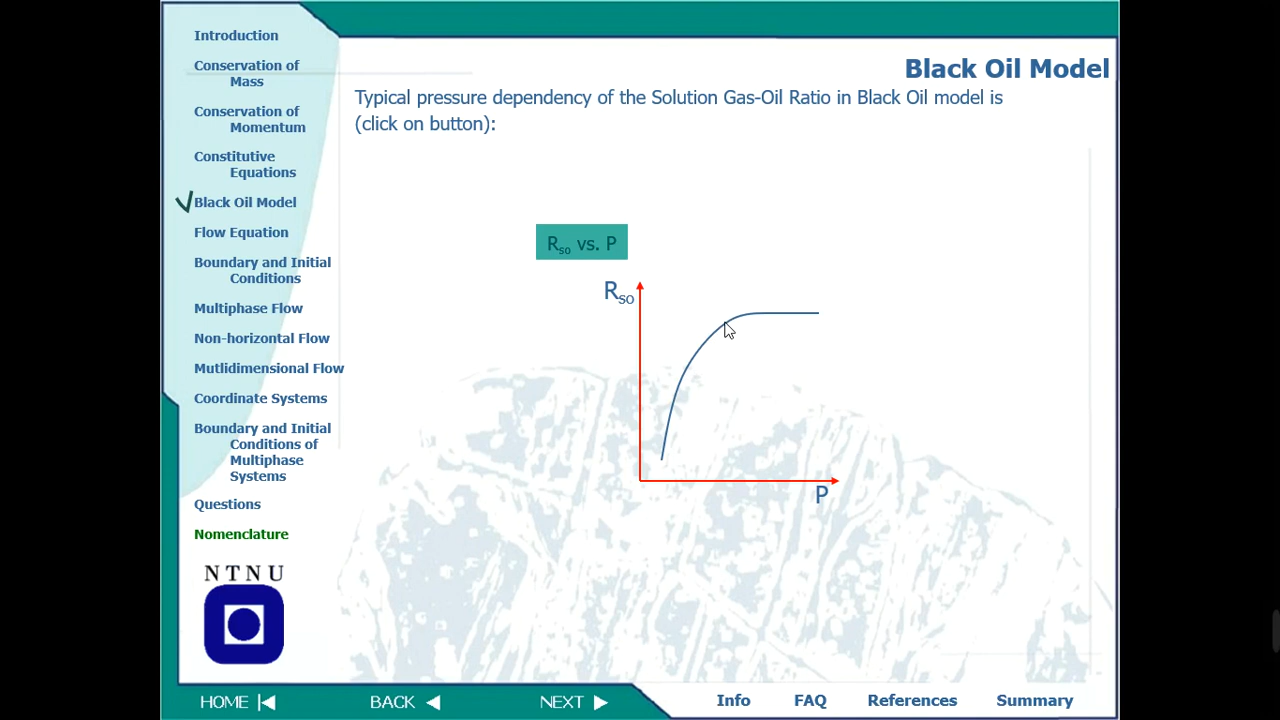 Introduction
Conservation of
Mass
Conservation of
Momentum
Constitutive
Equations
Black Oil Model
Flow Equation
Boundary and Initial
Conditions
Multiphase Flow
Non-horizontal Flow
Mutlidimensional Flow
Coordinate Systems
Boundary and Initial
Conditions of
Multiphase
Systems
Questions
Nomenclature
NTNU
Black Oil Model
Typical pressure dependency of the Solution Gas-Oil Ratio in Black Oil model is
(click on button):
Rso vs. P
Rso
P
HOME
BACK
NEXT
Info
FAQ
References
Summary